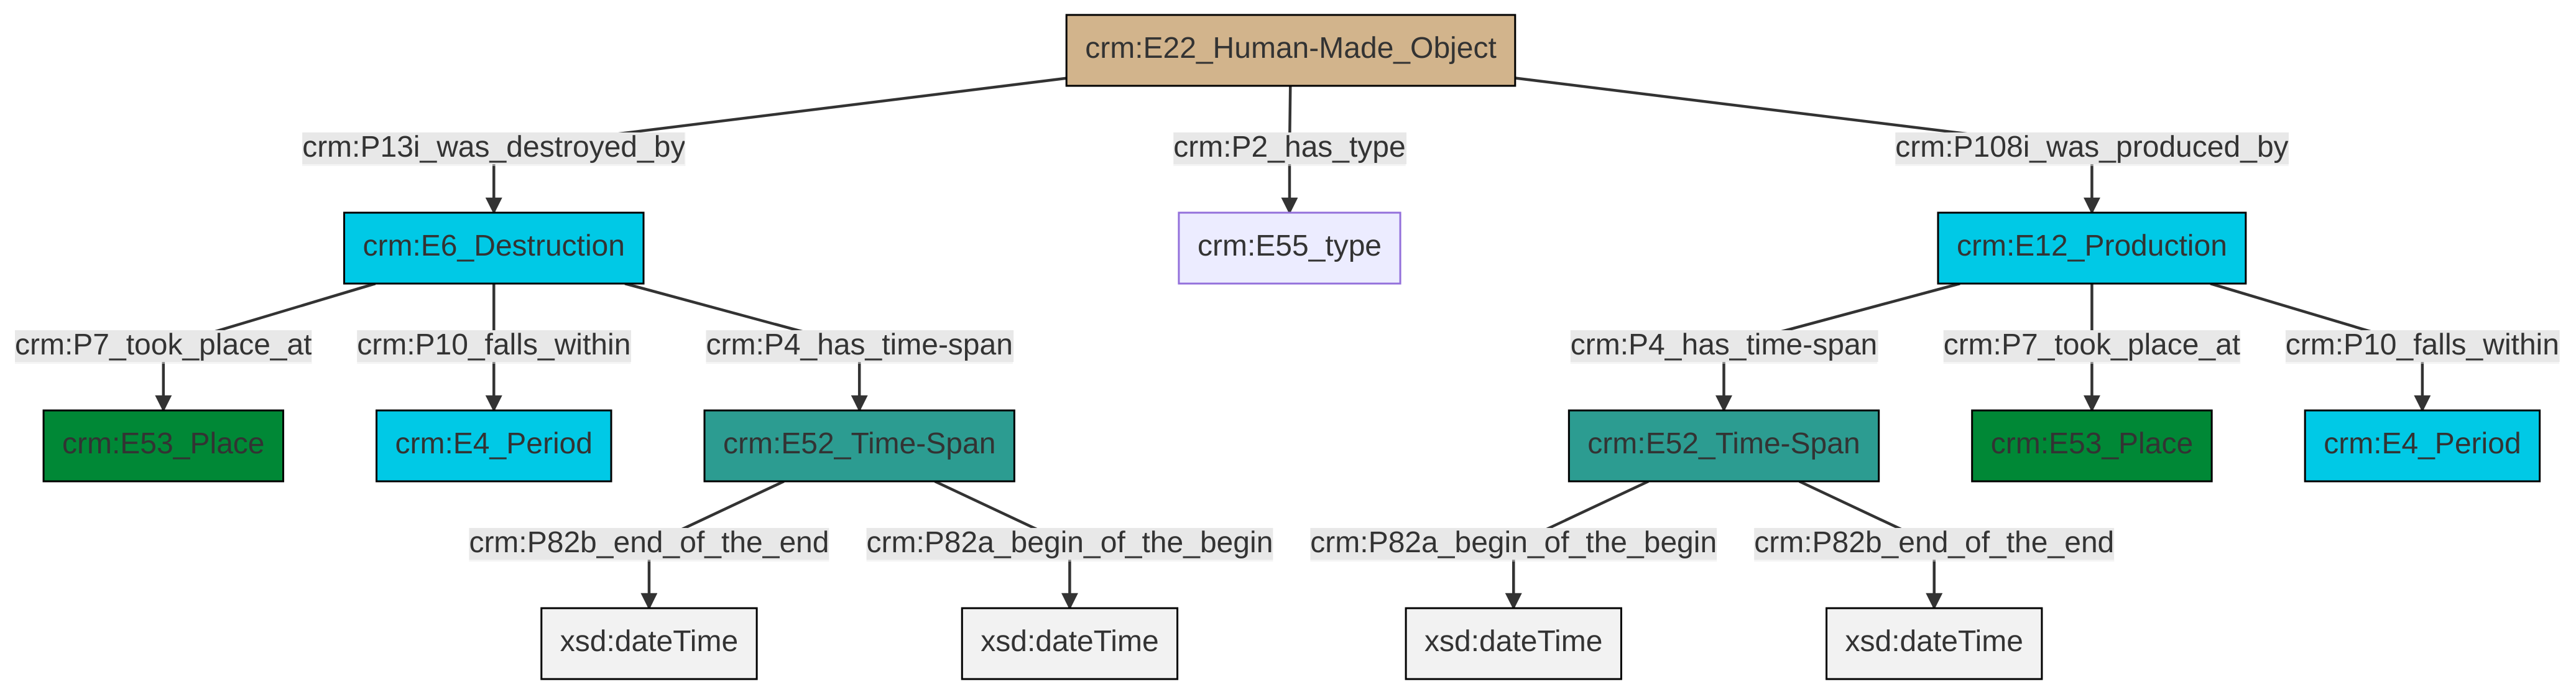 crm:E22_Human-Made_Object
crm:P13i_was_destroyed_by
crm:P2_has_type
crm:P108i_was_produced_by
crm:E6_Destruction
crm:E55_type
crm:E12_Production
crm:P7_took_place_at
crm:P10_falls_within
crm:P4_has_time-span
crm:P4_has_time-span
crm:P7_took_place_at
crm:P10_falls_within
crm:E53_Place
crm:E4_Period
crm:E52_Time-Span
crm:E52_Time-Span
crm:E53_Place
crm:E4_Period
crm:P82b_end_of_the_end
crm:P82a_begin_of_the_begin
crm:P82a_begin_of_the_begin
crm:P82b_end_of_the_end
xsd:dateTime
xsd:dateTime
xsd:dateTime
xsd:dateTime